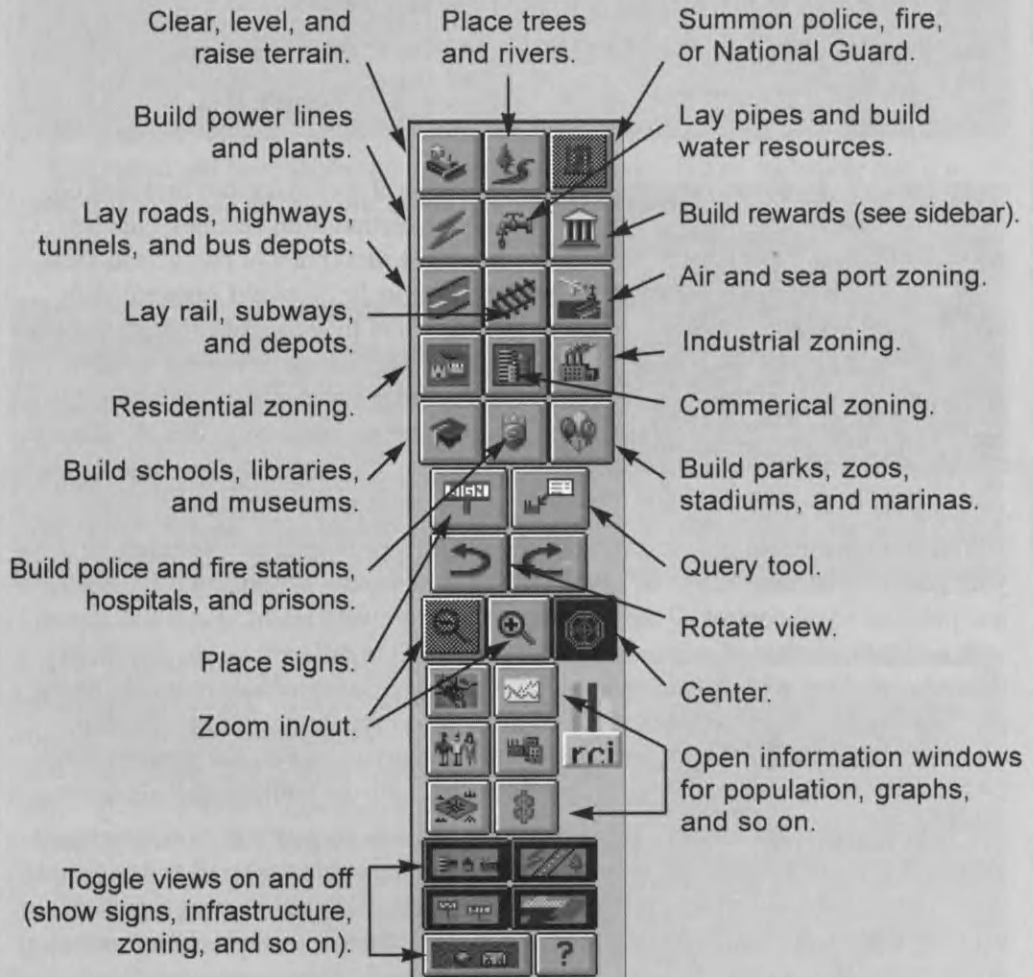 Clear, level, and
raise terrain.
Place trees
and rivers.
Summon police, fire,
or National Guard.
Build power lines
and plants.
Lay pipes and build
water resources.
Lay roads, highways,
tunnels, and bus depots.
Build rewards (see sidebar).
Lay rail, subways,
and depots.
Air and sea port zoning.
Industrial zoning.
Residential zoning.
Commerical zoning.
Build schools, libraries,
and museums.
Build parks, zoos,
stadiums, and marinas.
SIGN
Build police and fire stations,
hospitals, and prisons.
Query tool.
Rotate view.
Place signs.
Center.
Zoom in/out.
rci
Open information windows
for population, graphs,
and so on.
Toggle views on and off
(show signs, infrastructure,
zoning, and so on).
?